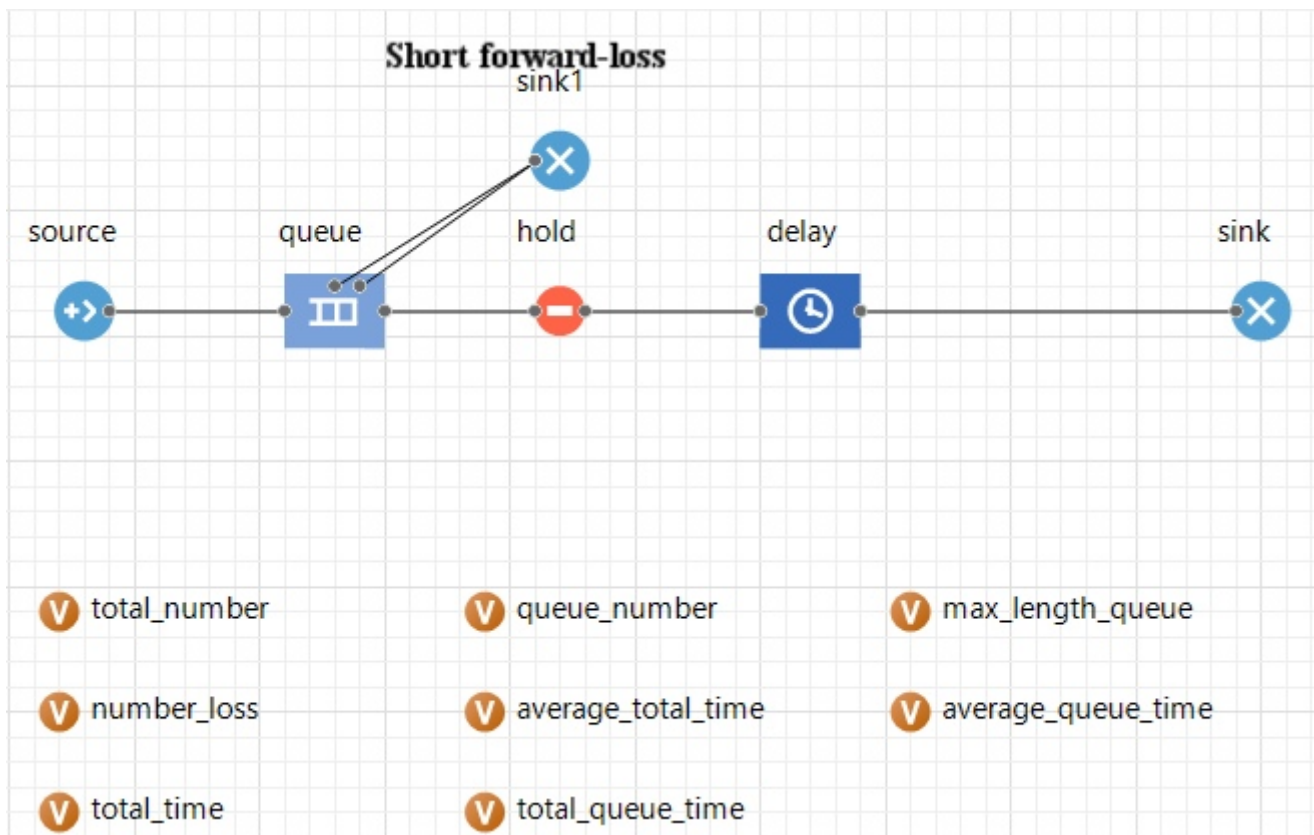 Short forward-loss
sink1
source
queue
hold
delay
sink
V total_number
V queue_number
V max_length_queue
V number_loss
V average_total_time
V average_queue_time
V total_time
V total_queue_time